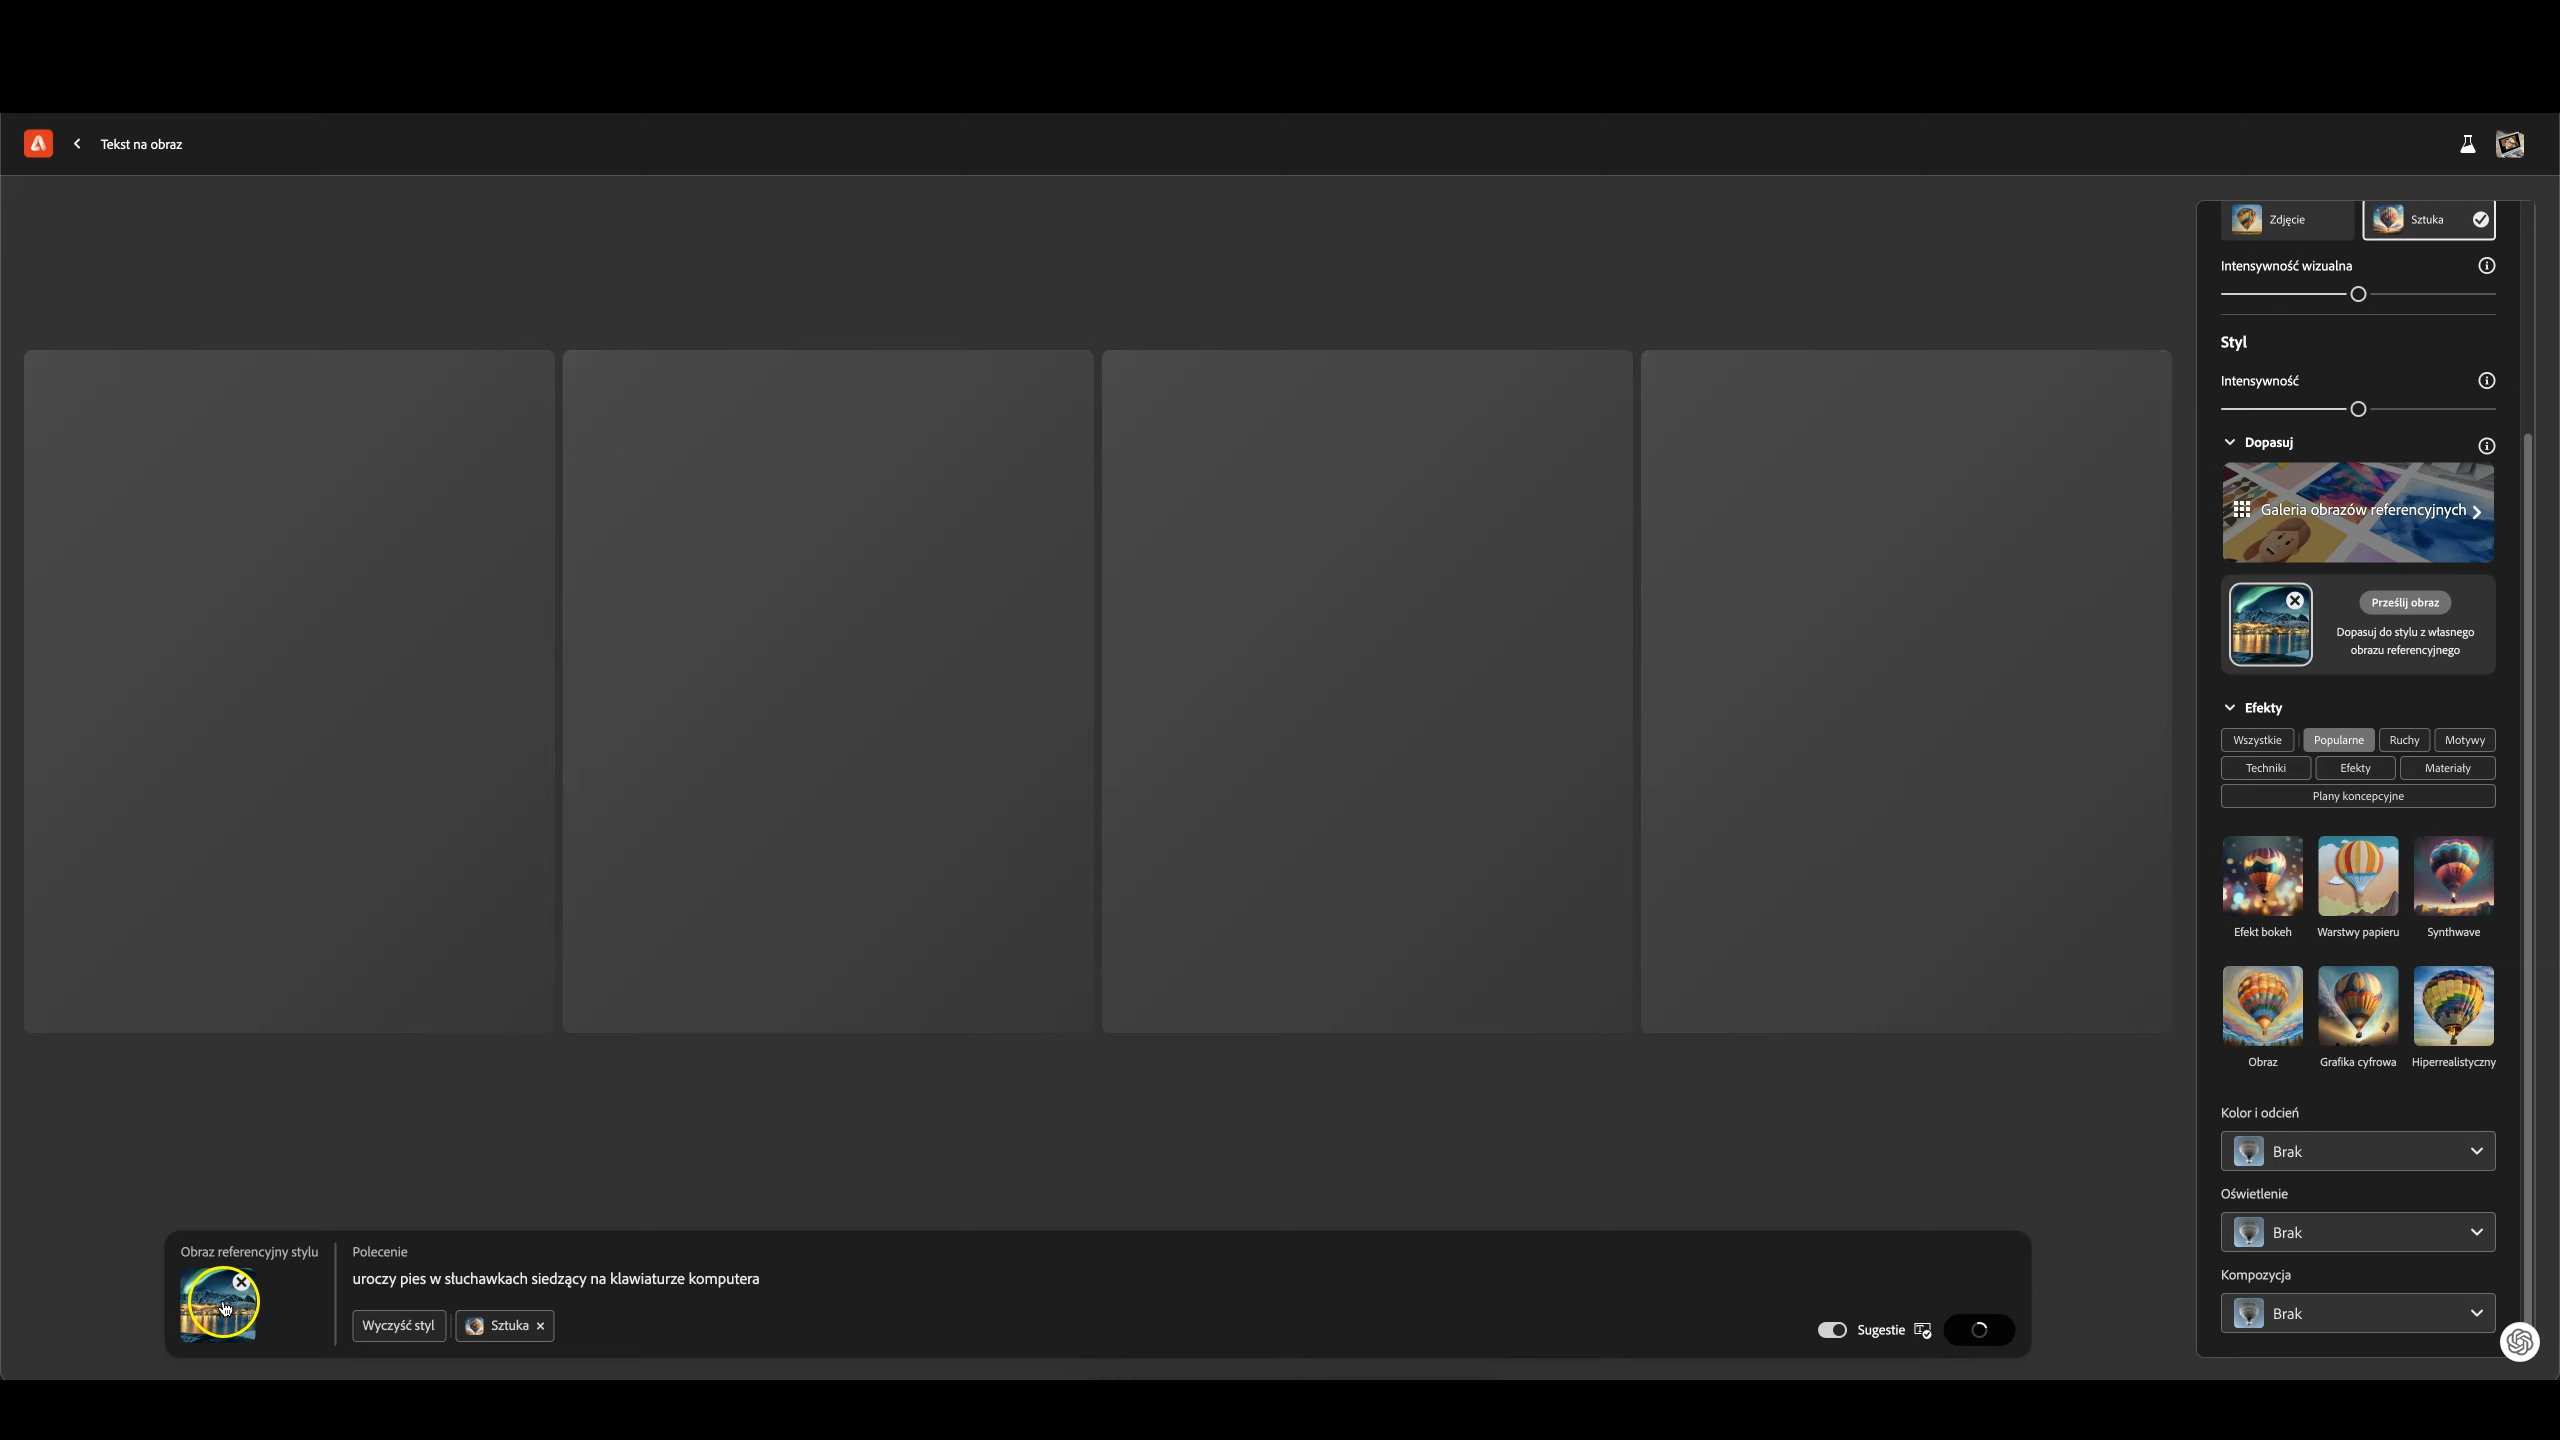 Tekst na obraz
Zdjęcie
Sztuka
Intensywność wizualna
Styl
Intensywność
Dopasuj
Galeria obrazów referencyjnych
Prześlij obraz
Dopasuj do stylu z własnego
obrazu referencyjnego
Efekty
Wszystkie
Popularne
Ruchy
Motywy
Techniki
Efekty
Materiały
Plany koncepcyjne
Efekt bokeh
Warstwy papieru
Synthwave
Obraz
Grafika cyfrowa
Hiperrealistyczny
Kolor i odcień
Brak
Oświetlenie
Brak
Kompozycja
Brak
Obraz referencyjny stylu
Polecenie
uroczy pies w słuchawkach siedzący na klawiaturze komputera
Wyczyść styl
Sztuka
Sugestie